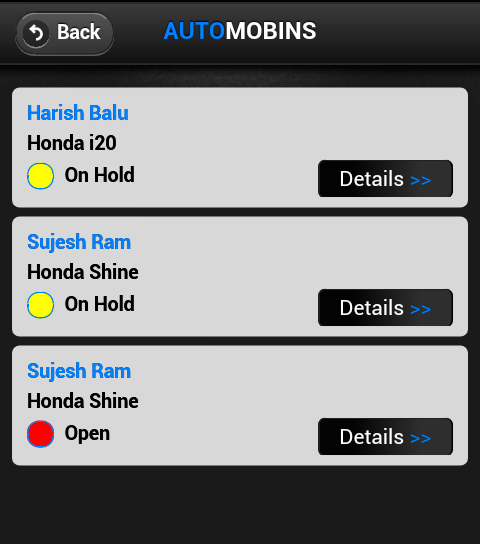 Back
AUTOMOBINS
Harish Balu
Honda i20
On Hold
Details >>
Sujesh Ram
Honda Shine
On Hold
Details >>
Sujesh Ram
Honda Shine
Open
Details >>